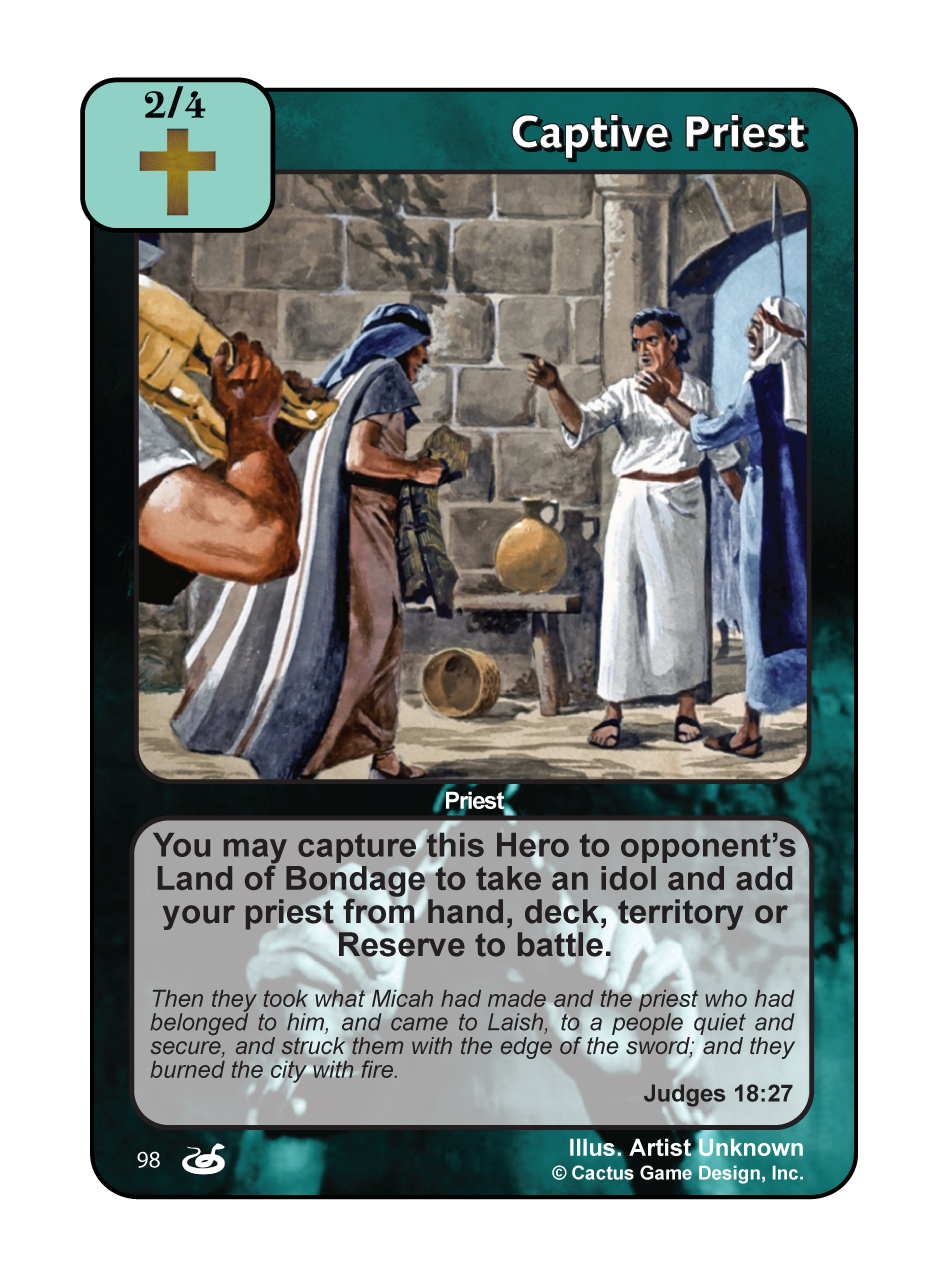 2/4
Captive Priest
Priest
You may capture this Hero to opponent’s
Land of Bondage to take an idol and add
your priest from hand, deck, territory or
Reserve to battle.
Then they took what Micah had made and the priest who had
belonged to him, and came to Laish, to a people quiet and
secure, and struck them with the edge of the sword; and they
burned the city with fire.
Judges 18:27
98
Illus. Artist Unknown
© Cactus Game Design, Inc.